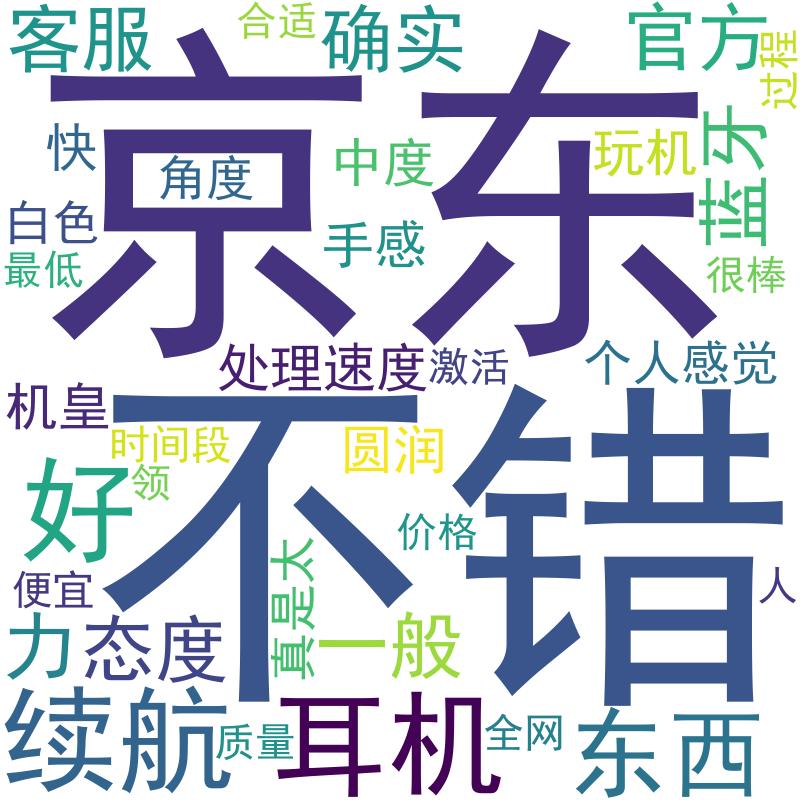 客服
合适
确实
官方
过程
京东
快
角度
中度
玩机
蓝牙
白色
手感
最低
很棒
处理速度
激活
个人感觉
机皇
不错
时间段
圆润
好
领
价格
便宜
真是太
人
力
态度
一般
续航
质量
耳机
全网
东西